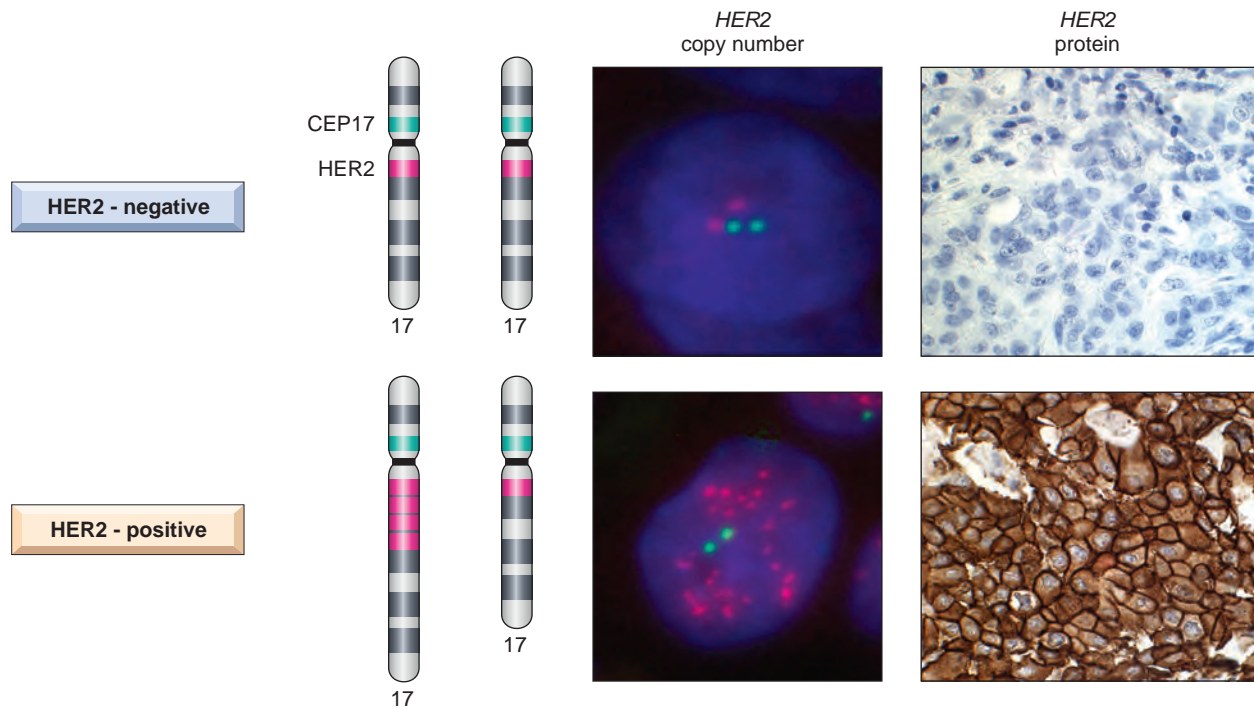 HER2
copy number
HER2
protein
CEP17
HER2
HER2 - negative
17
17
HER2 - positive
17
17